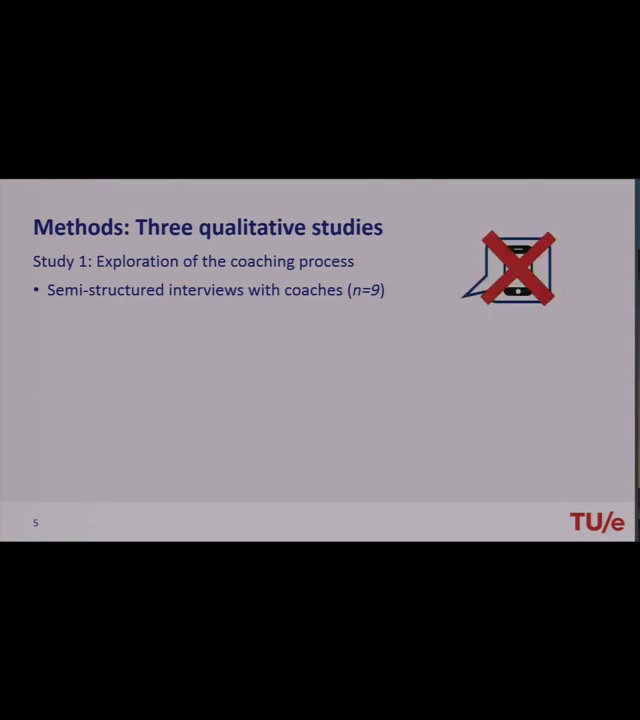 Methods: Three qualitative studies
Study 1: Exploration of the coaching process
• Semi-structured interviews with coaches (n=9)
5
TU/e